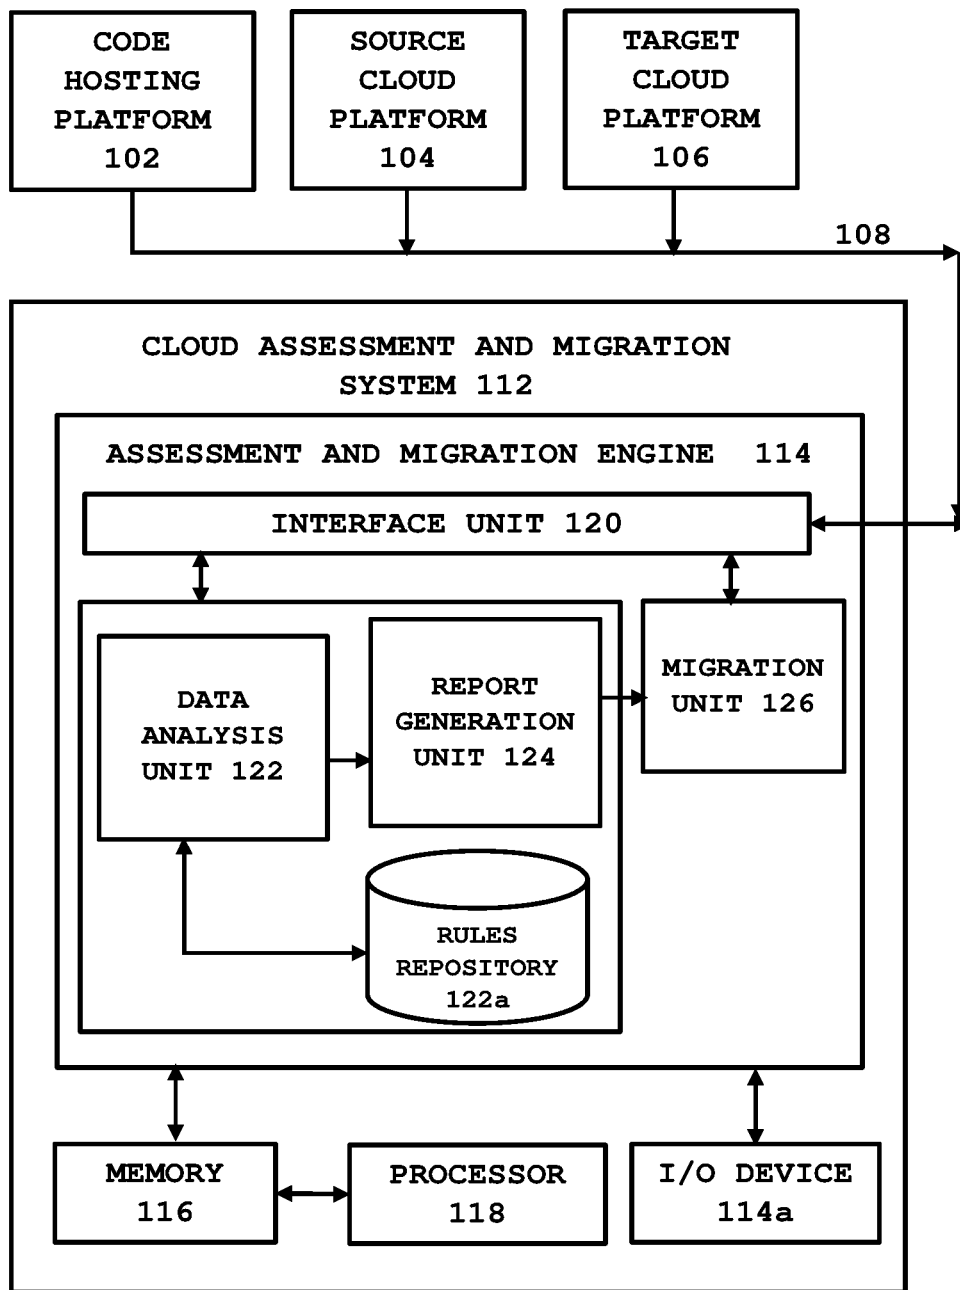 CODE
HOSTING
PLATFORM
102
SOURCE
CLOUD
PLATFORM
104
TARGET
CLOUD
PLATFORM
106
108
CLOUD ASSESSMENT AND MIGRATION
SYSTEM 112
ASSESSMENT AND MIGRATION ENGINE 114
INTERFACE UNIT 120
DATA
ANALYSIS
UNIT 122
REPORT
GENERATION
UNIT 124
MIGRATION
UNIT 126
RULES
REPOSITORY
122a
MEMORY
116
PROCESSOR
118
I/O DEVICE
114a